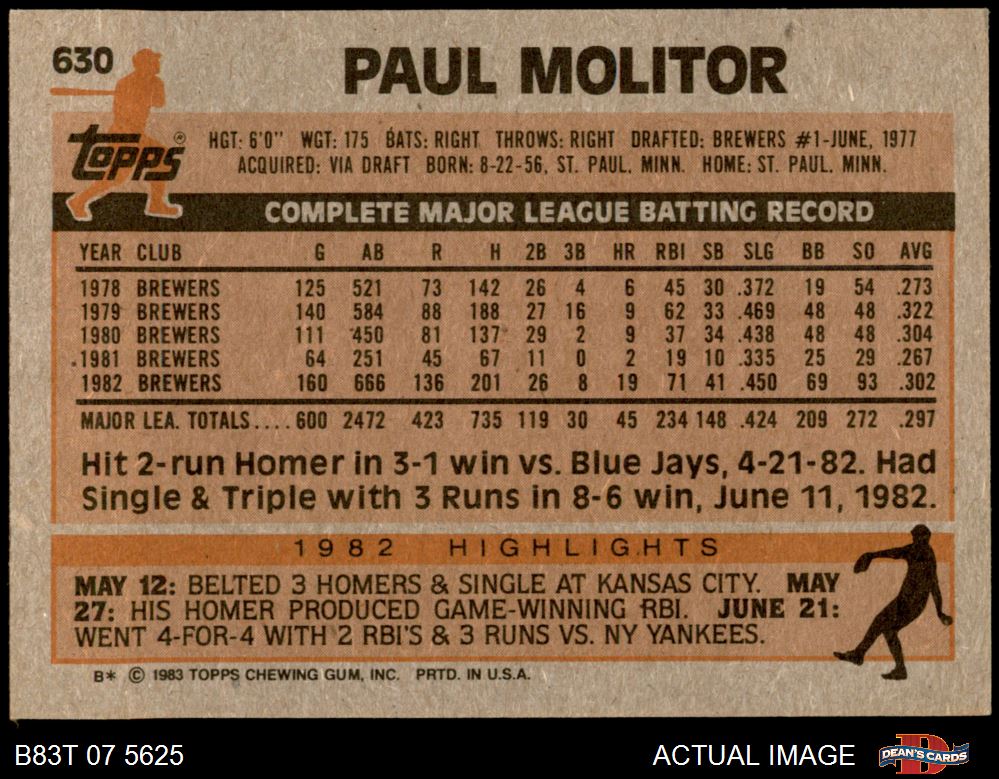 630
PAUL MOLITOR
Topps®
HGT: 6'0" WGT: 175 BATS: RIGHT THROWS: RIGHT DRAFTED: BREWERS #1-JUNE, 1977
ACQUIRED: VIA DRAFT BORN: 8-22-56, ST. PAUL, MINN. HOME: ST. PAUL, MINN.
COMPLETE MAJOR LEAGUE BATTING RECORD
YEAR CLUB G AB R H 2B 3B HR RBI SB SLG BB SO AVG
1978 BREWERS 125 521 73 142 26 4 6 45 30 .372 19 54 .273
1979 BREWERS 140 584 88 188 27 16 9 62 33 .469 48 48 .322
1980 BREWERS 111 450 81 137 29 2 9 37 34 .438 48 48 .304
1981 BREWERS 64 251 45 67 11 0 2 19 10 .335 25 29 .267
1982 BREWERS 160 666 136 201 26 8 19 71 41 .450 69 93 .302
MAJOR LEA. TOTALS.... 600 2472 423 735 119 30 45 234 148 .424 209 272 .297
Hit 2-run Homer in 3-1 win vs. Blue Jays, 4-21-82. Had
Single & Triple with 3 Runs in 8-6 win, June 11, 1982.
1982 HIGHLIGHTS
MAY 12: BELTED 3 HOMERS & SINGLE AT KANSAS CITY. MAY
27: HIS HOMER PRODUCED GAME-WINNING RBI. JUNE 21:
WENT 4-FOR-4 WITH 2 RBI'S & 3 RUNS VS. NY YANKEES.
B* © 1983 TOPPS CHEWING GUM, INC. PRTD. IN U.S.A.
B83T 07 5625
ACTUAL IMAGE
DEAN'S CARDS